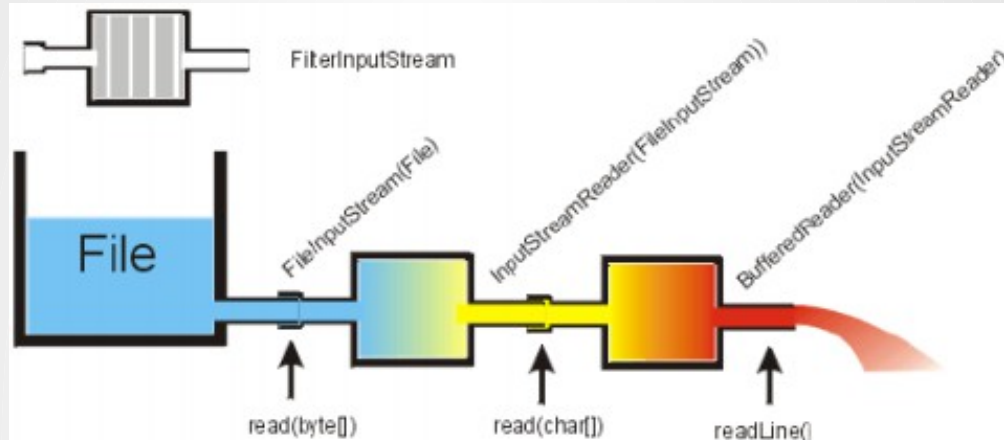 FilterInputStream
File
FileInputStream(File)
InputStreamReader(FileInputStream))
BufferedReader(InputStreamReader)
read(byte[])
read(char[])
readLine()